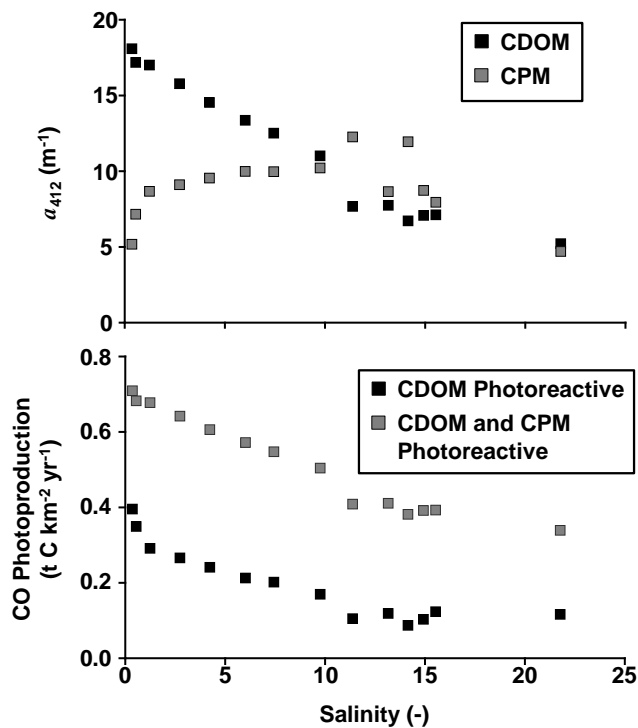 20
15
10
5
0
a412 (m-1)
CDOM
CPM
0.8
0.6
0.4
0.2
0.0
CO Photoproduction
(t C km-2 yr-1)
CDOM Photoreactive
CDOM and CPM
Photoreactive
0 5 10 15 20 25
Salinity (-)